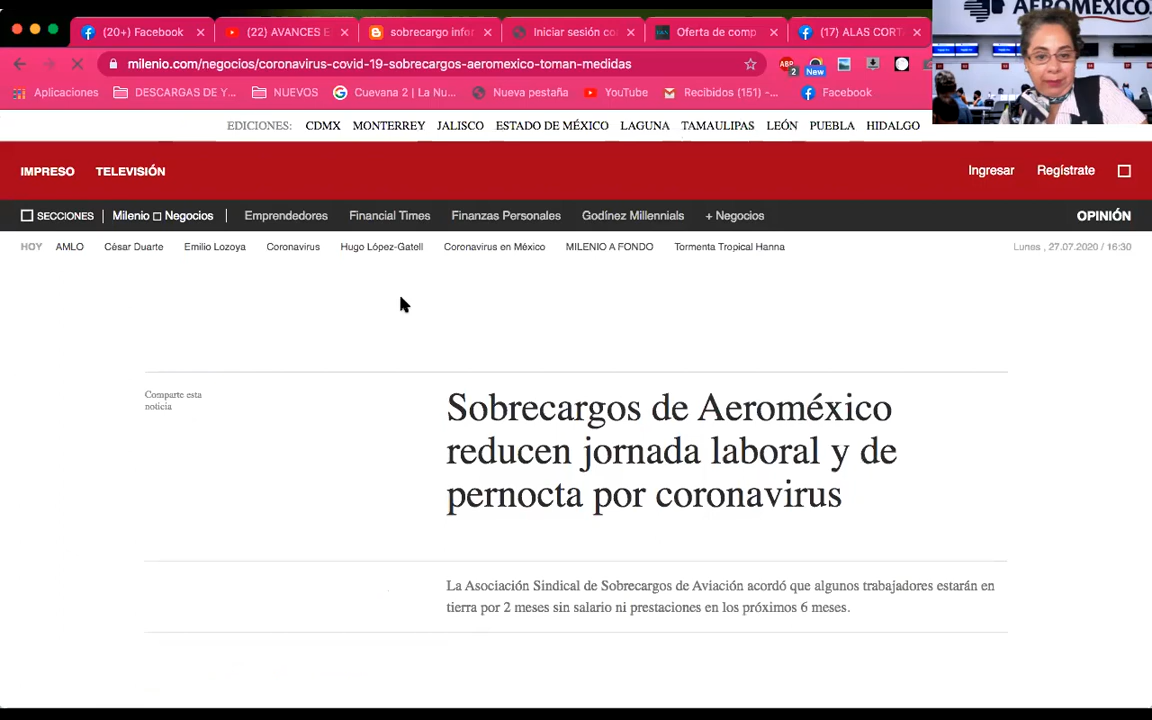 (20+) Facebook
(22) AVANCES E
sobrecargo infor
Iniciar sesión co
Oferta de comp
(17) ALAS CORT
AEROMEXICO
milenio.com/negocios/coronavirus-covid-19-sobrecargos-aeromexico-toman-medidas
ABP
2
New
Aplicaciones
DESCARGAS DE Y...
NUEVOS
Cuevana 2 | La Nu...
Nueva pestaña
YouTube
Recibidos (151) -...
Facebook
EDICIONES: CDMX MONTERREY JALISCO ESTADO DE MÉXICO LAGUNA TAMAULIPAS LEÓN PUEBLA HIDALGO
IMPRESO TELEVISIÓN
Ingresar Regístrate
SECCIONES | Milenio Negocios | Emprendedores Financial Times Finanzas Personales Godínez Millennials + Negocios OPINIÓN
HOY AMLO César Duarte Emilio Lozoya Coronavirus Hugo López-Gatell Coronavirus en México MILENIO A FONDO Tormenta Tropical Hanna Lunes , 27.07.2020 / 16:30
Comparte esta
noticia
Sobrecargos de Aeroméxico
reducen jornada laboral y de
pernocta por coronavirus
La Asociación Sindical de Sobrecargos de Aviación acordó que algunos trabajadores estarán en
tierra por 2 meses sin salario ni prestaciones en los próximos 6 meses.